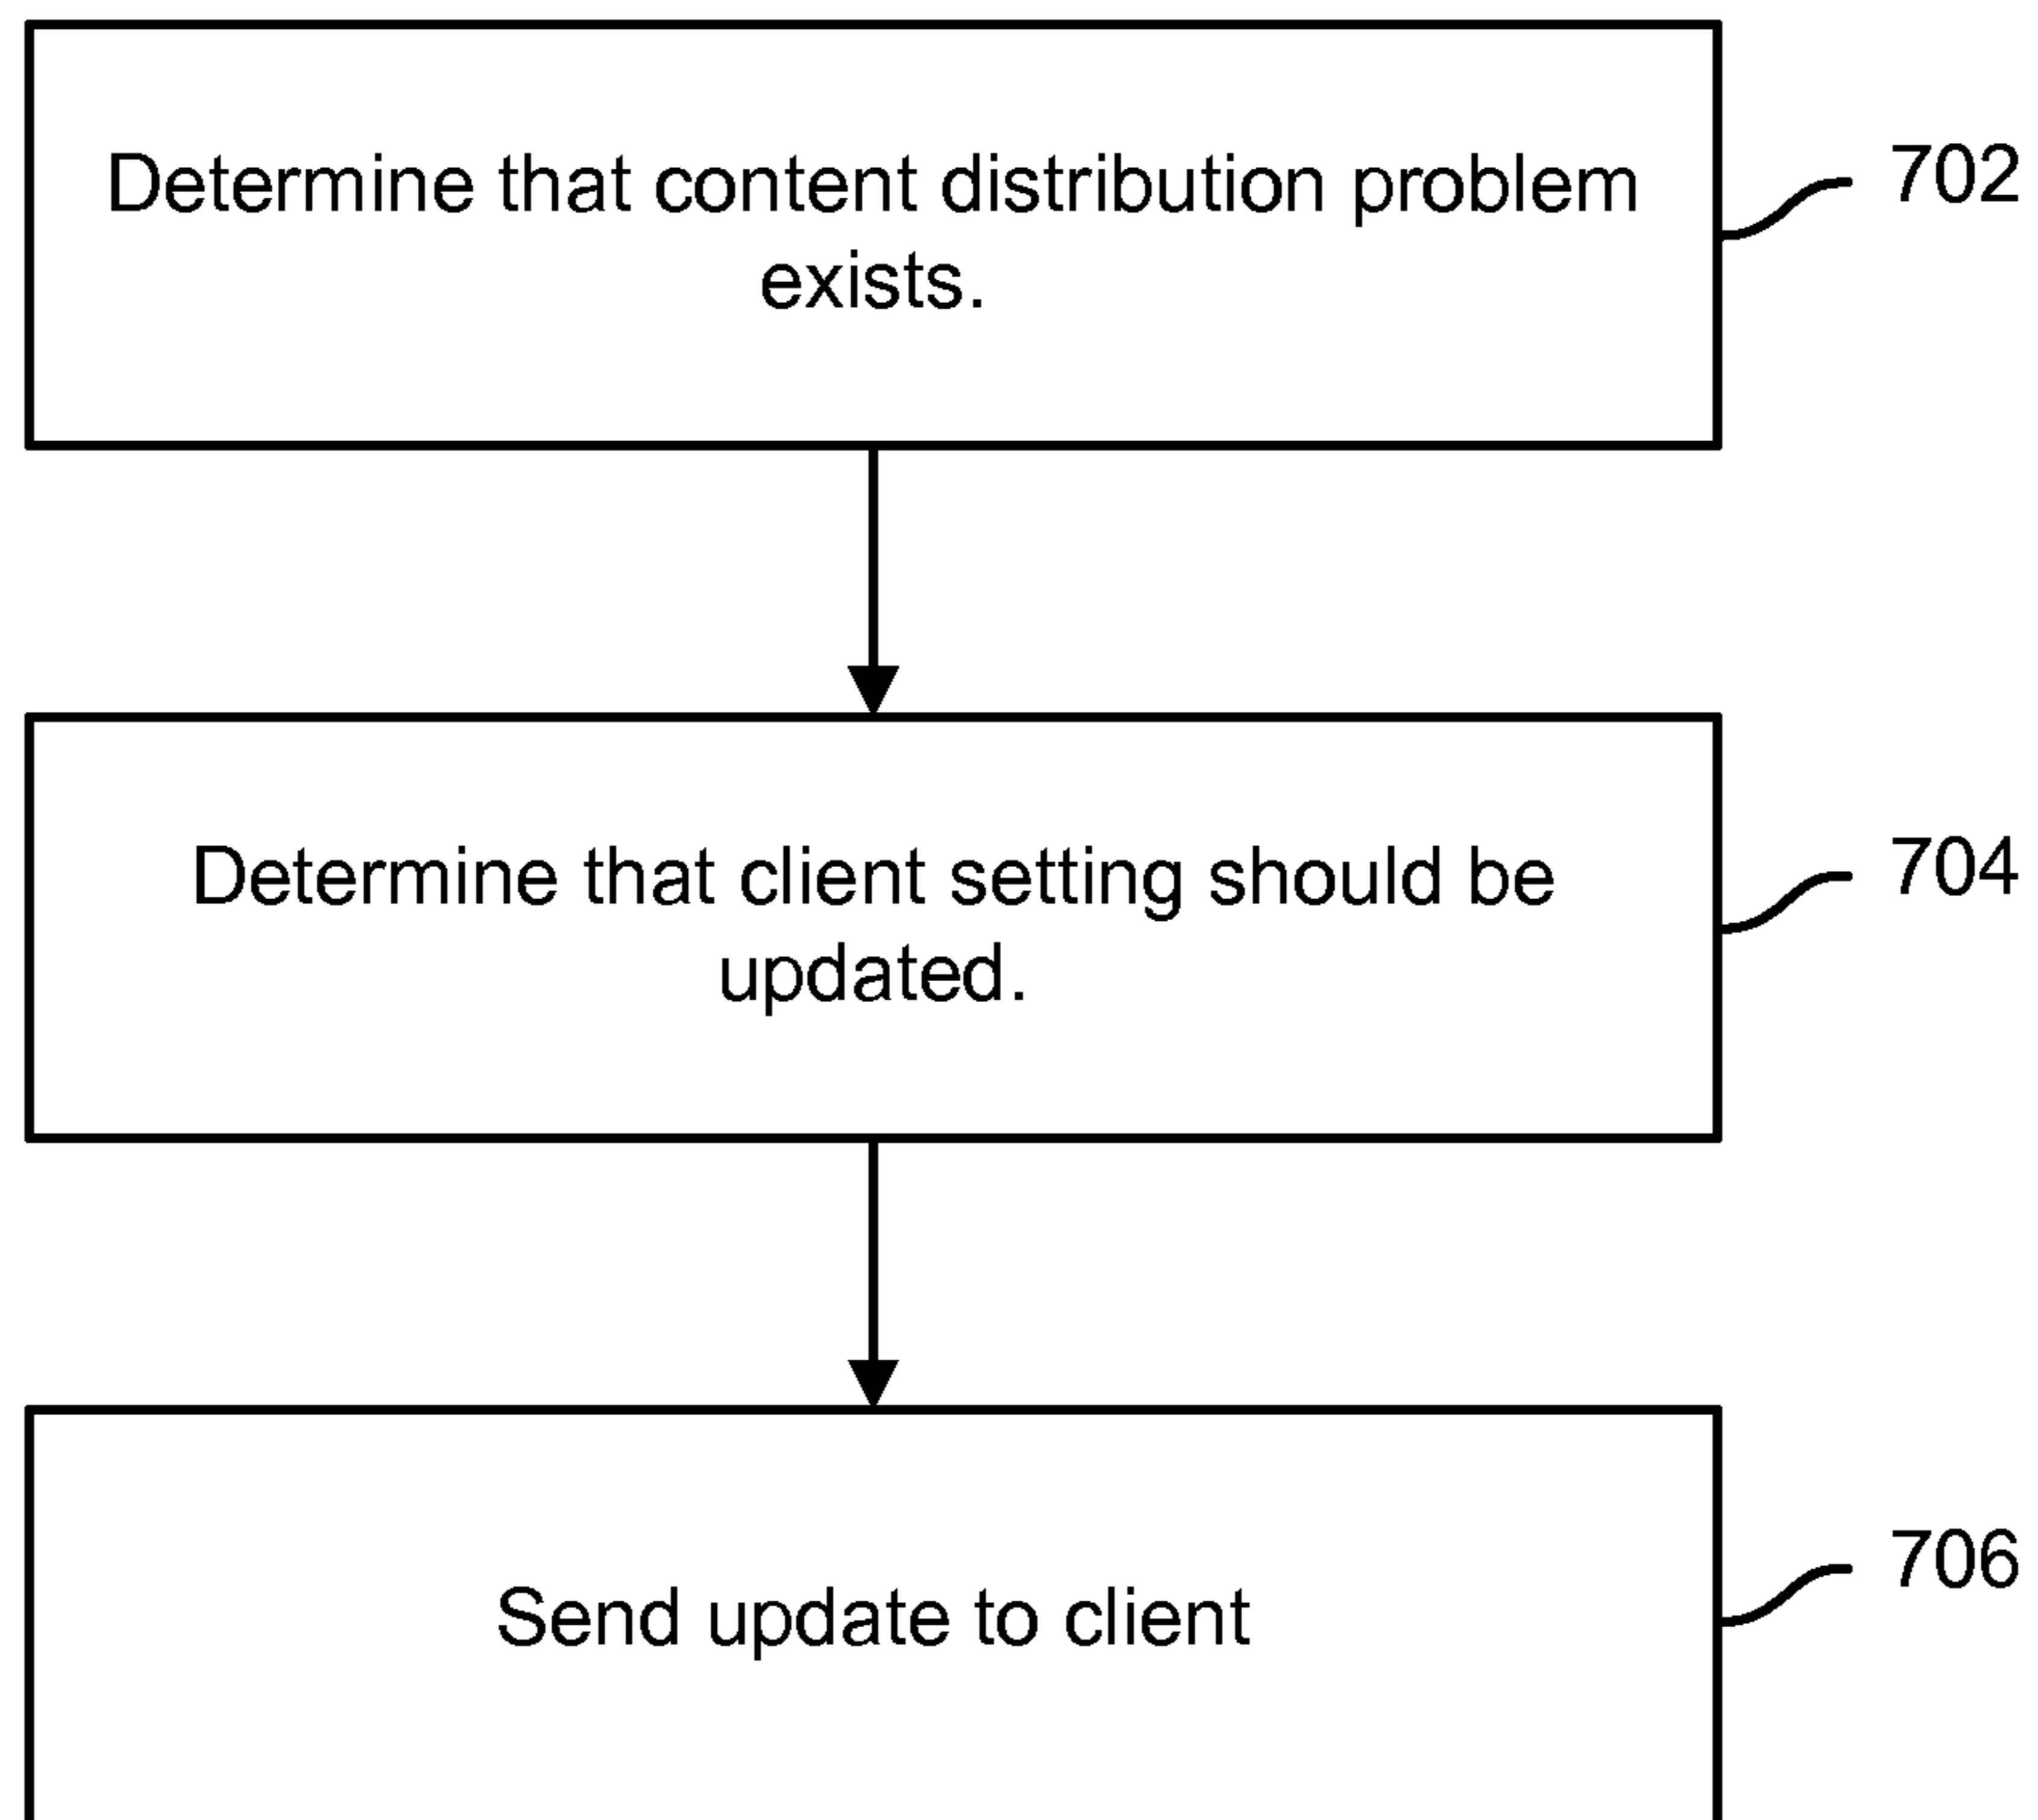 Determine that content distribution problem
exists.
702
Determine that client setting should be
updated.
704
Send update to client
706